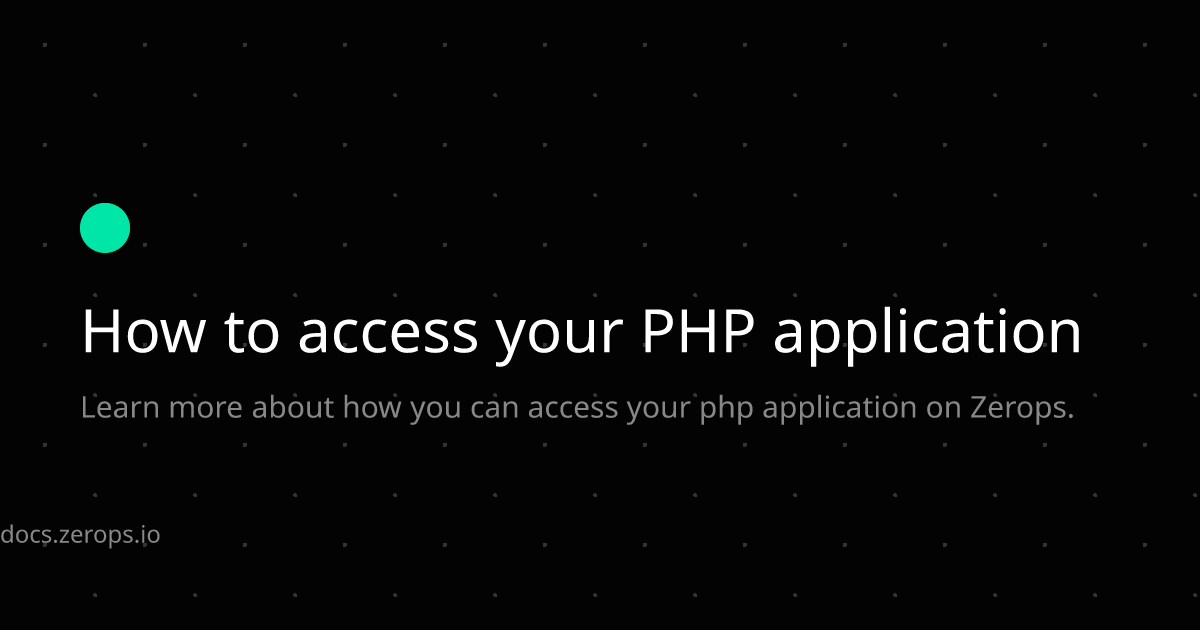 How to access your PHP application
Learn more about how you can access your php application on Zerops.
docs.zerops.io